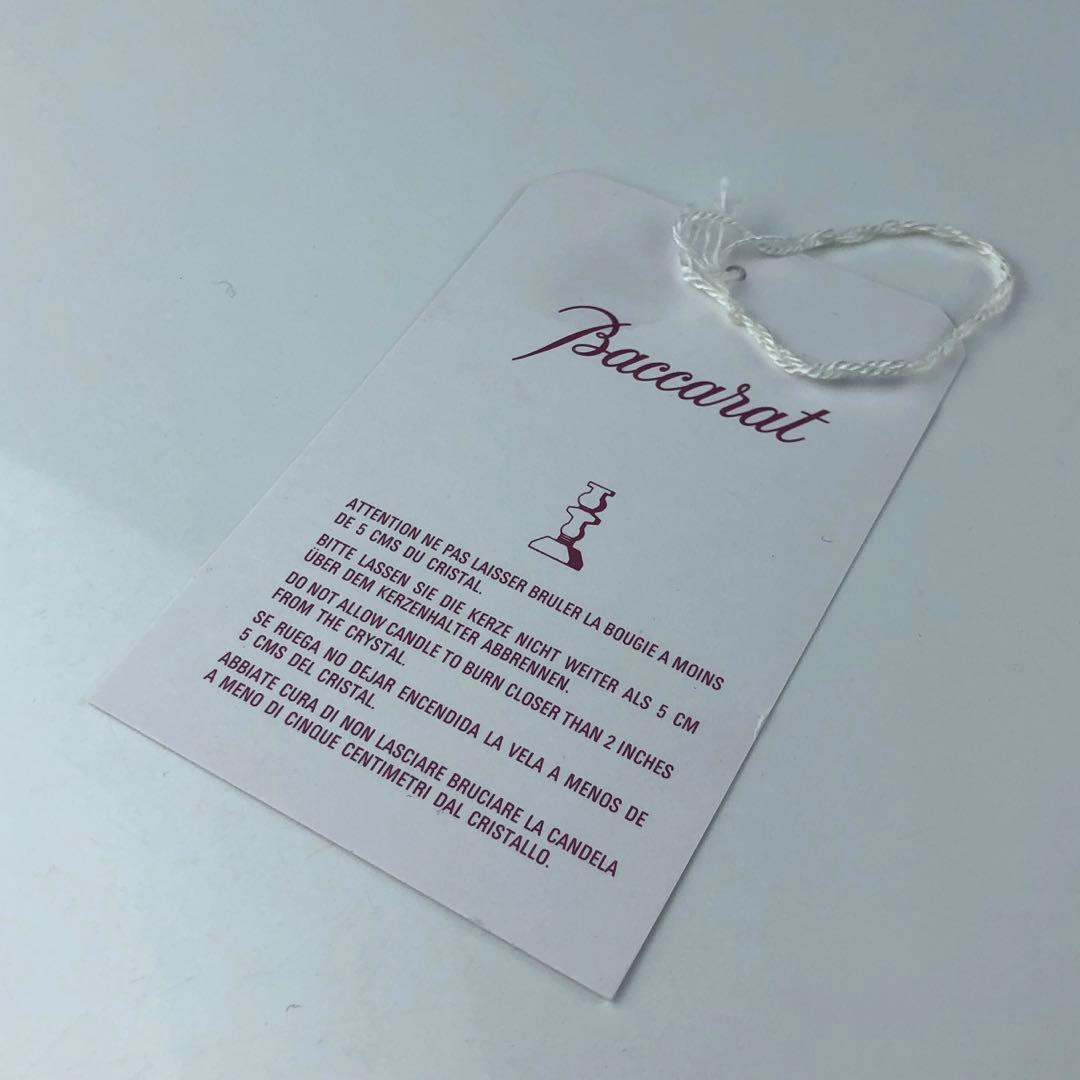 Baccarat
ATTENTION NE PAS LAISSER BRULER LA BOUGIE A MOINS
DE 5 CMS DU CRISTAL.
BITTE LASSEN SIE DIE KERZE NICHT WEITER ALS 5 CM
ÜBER DEM KERZENHALTER ABBRENNEN.
DO NOT ALLOW CANDLE TO BURN CLOSER THAN 2 INCHES
FROM THE CRYSTAL.
SE RUEGA NO DEJAR ENCENDIDA LA VELA A MENOS DE
5 CMS DEL CRISTAL.
ABBIATE CURA DI NON LASCIARE BRUCIARE LA CANDELA
A MENO DI CINQUE CENTIMETRI DAL CRISTALLO.